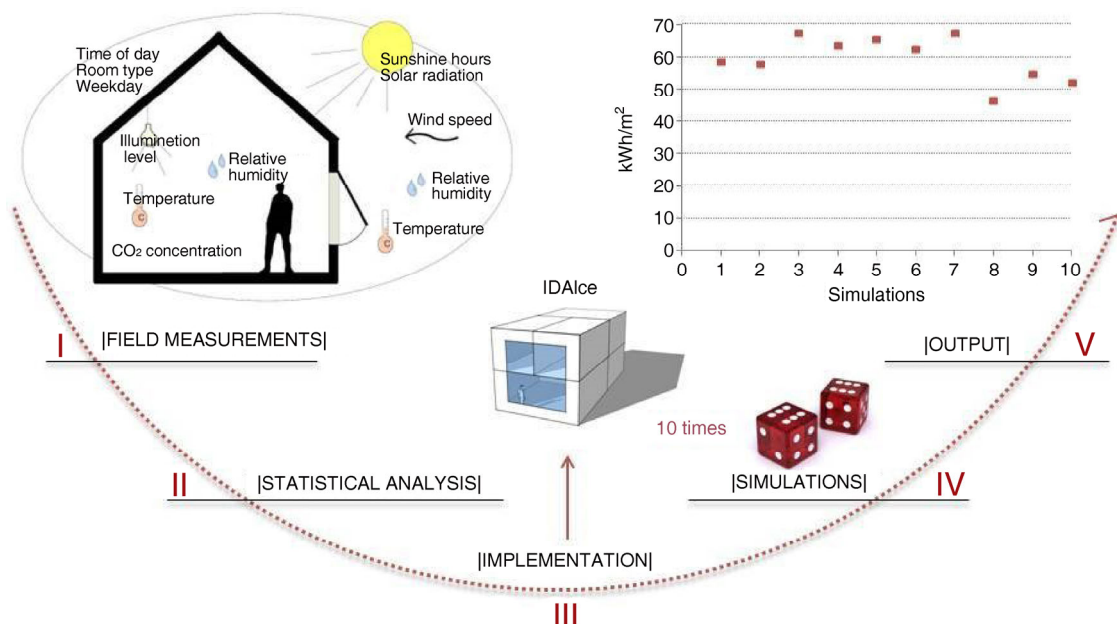 Time of day
Room type
Weekday
Illuminetion
level
Relative
humidity
Temperature
CO₂ concentration
Sunshine hours
Solar radiation
Wind speed
Relative
humidity
Temperature
C
C
kWh/m²
70
60
50
40
30
20
10
0
0 1 2 3 4 5 6 7 8 9 10
Simulations
I |FIELD MEASUREMENTS|
II |STATISTICAL ANALYSIS|
IDAIce
|IMPLEMENTATION|
III
10 times
|SIMULATIONS| IV
|OUTPUT| V